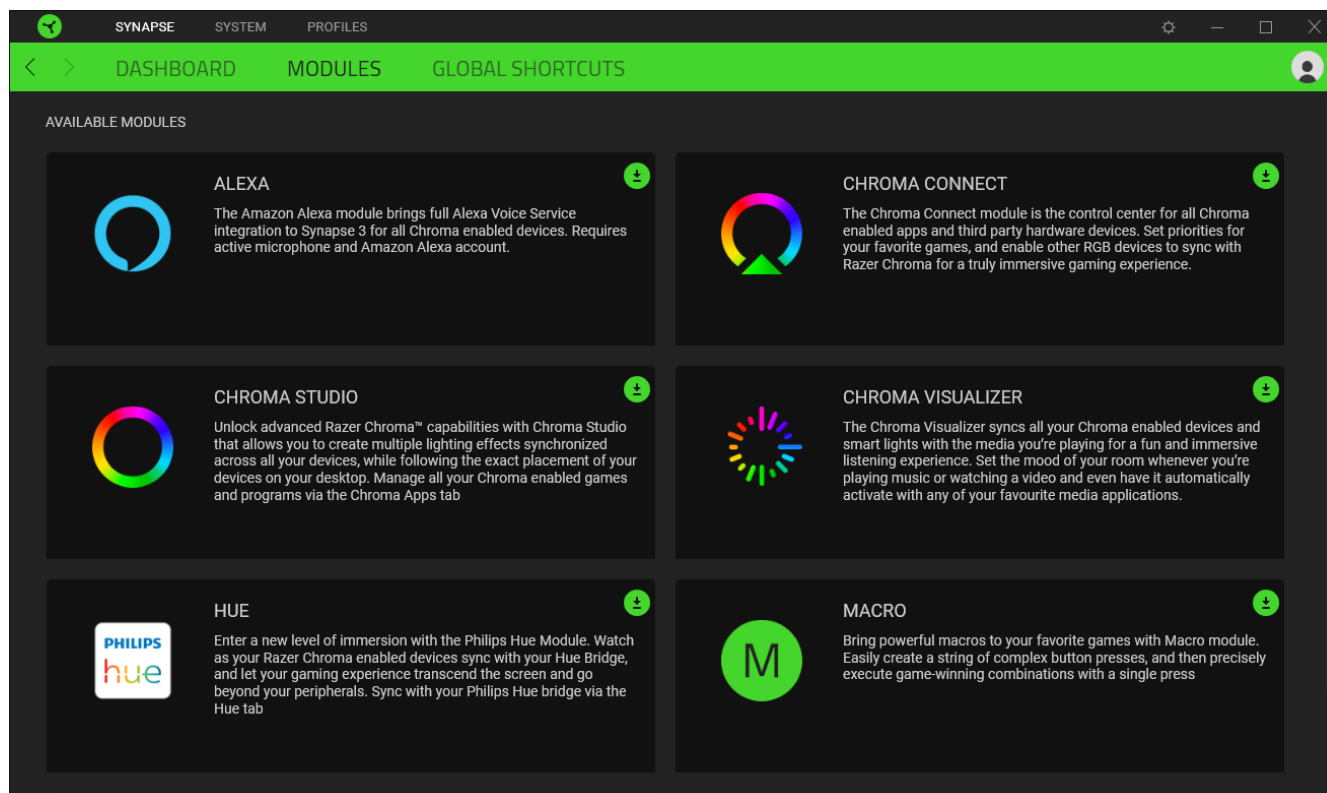 SYNAPSE SYSTEM PROFILES
DASHBOARD MODULES GLOBAL SHORTCUTS
AVAILABLE MODULES
ALEXA
The Amazon Alexa module brings full Alexa Voice Service
integration to Synapse 3 for all Chroma enabled devices. Requires
active microphone and Amazon Alexa account.
CHROMA CONNECT
The Chroma Connect module is the control center for all Chroma
enabled apps and third party hardware devices. Set priorities for
your favorite games, and enable other RGB devices to sync with
Razer Chroma for a truly immersive gaming experience.
CHROMA STUDIO
Unlock advanced Razer Chroma™ capabilities with Chroma Studio
that allows you to create multiple lighting effects synchronized
across all your devices, while following the exact placement of your
devices on your desktop. Manage all your Chroma enabled games
and programs via the Chroma Apps tab
CHROMA VISUALIZER
The Chroma Visualizer syncs all your Chroma enabled devices and
smart lights with the media you're playing for a fun and immersive
listening experience. Set the mood of your room whenever you're
playing music or watching a video and even have it automatically
activate with any of your favourite media applications.
PHILIPS
hue
HUE
Enter a new level of immersion with the Philips Hue Module. Watch
as your Razer Chroma enabled devices sync with your Hue Bridge,
and let your gaming experience transcend the screen and go
beyond your peripherals. Sync with your Philips Hue bridge via the
Hue tab
M
MACRO
Bring powerful macros to your favorite games with Macro module.
Easily create a string of complex button presses, and then precisely
execute game-winning combinations with a single press